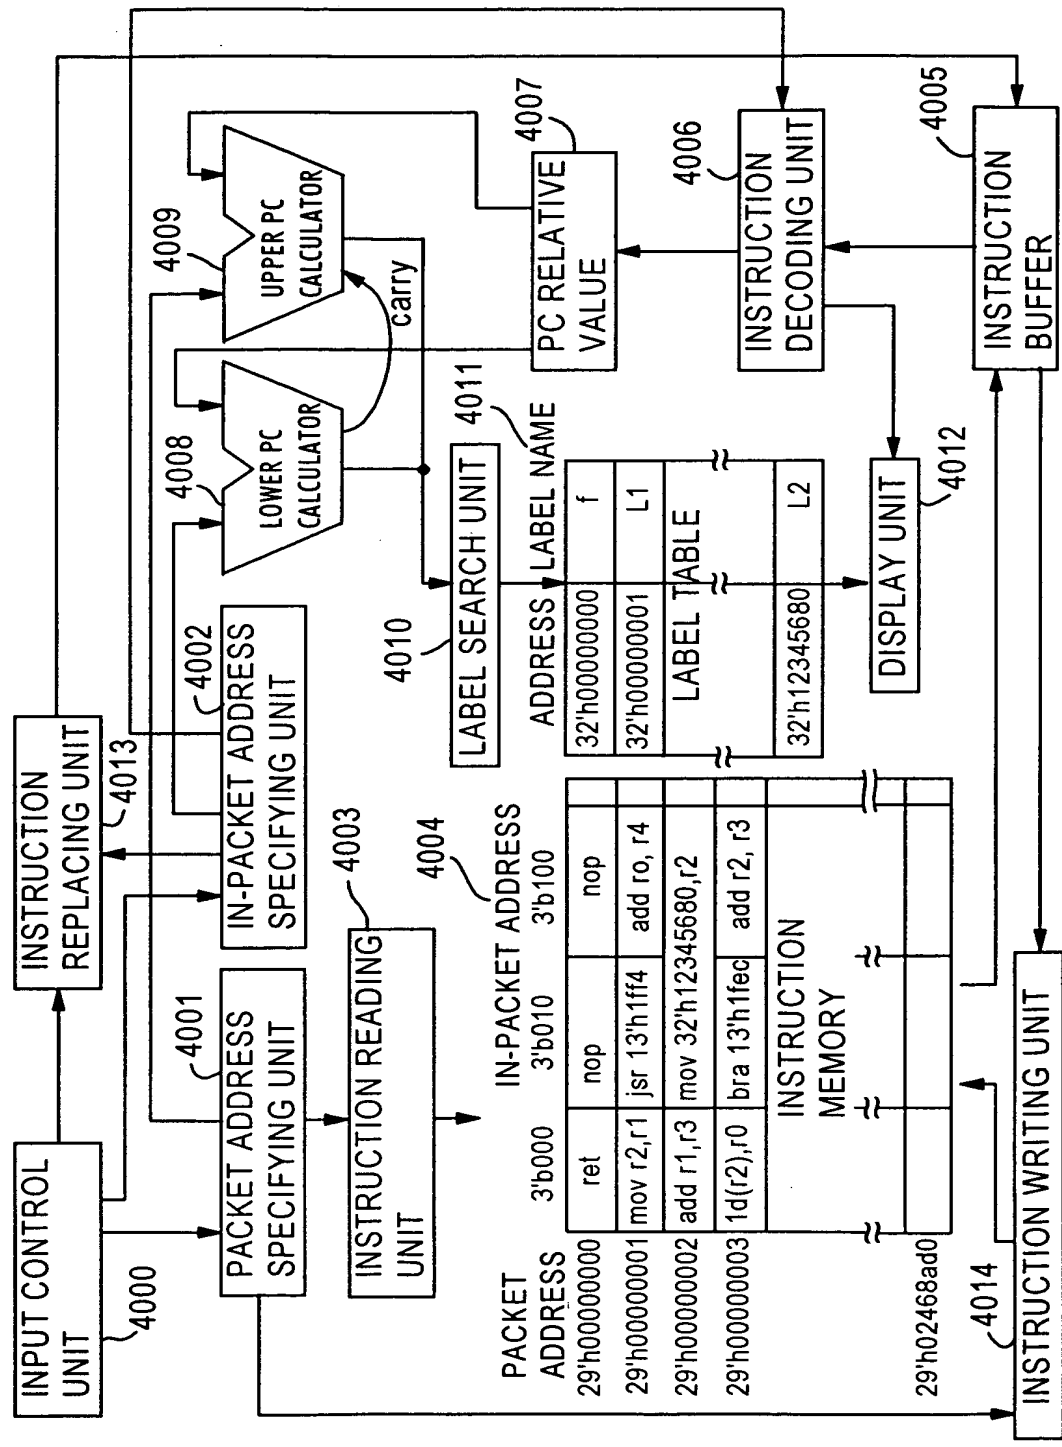 INPUT CONTROL
UNIT
4000
INSTRUCTION
REPLACING UNIT
4013
PACKET ADDRESS
SPECIFYING UNIT
4001
IN-PACKET ADDRESS
SPECIFYING UNIT
4002
LOWER PC
CALCULATOR
4008
UPPER PC
CALCULATOR
4009
carry
INSTRUCTION READING
UNIT
4003
LABEL SEARCH UNIT
4010
PC RELATIVE
VALUE
4007
INSTRUCTION
DECODING UNIT
4006
INSTRUCTION
BUFFER
4005
PACKET
ADDRESS
IN-PACKET ADDRESS
4004
3'b000 3'b010 3'b100
29'h00000000 ret nop nop
29'h00000001 mov r2,r1 jsr 13'h1ff4 add ro, r4
29'h00000002 add r1,r3 mov 32'h12345680,r2
29'h00000003 1d(r2),r0 bra 13'h1fec add r2, r3
INSTRUCTION
MEMORY
29'h02468ad0
ADDRESS LABEL NAME
4011
32'h00000000 f
32'h00000001 L1
LABEL TABLE
32'h12345680 L2
DISPLAY UNIT
4012
INSTRUCTION WRITING UNIT
4014